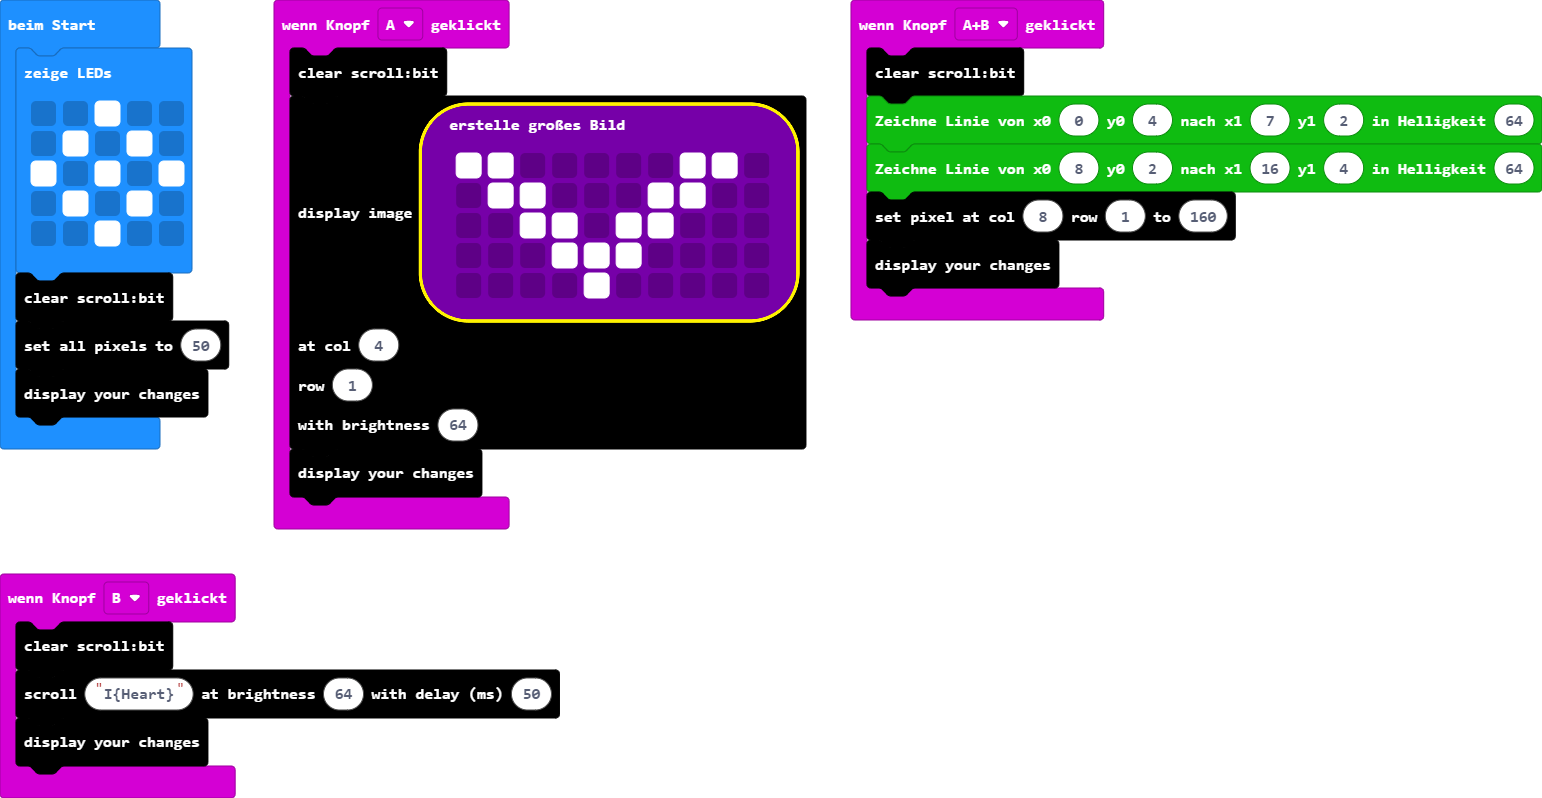 beim Start
zeige LEDs
clear scroll:bit
set all pixels to 50
display your changes
wenn Knopf A geklickt
clear scroll:bit
display image
erstelle großes Bild
at col 4
row 1
with brightness 64
display your changes
wenn Knopf A+B geklickt
clear scroll:bit
Zeichne Linie von x0 0 y0 4 nach x1 7 y1 2 in Helligkeit 64
Zeichne Linie von x0 8 y0 2 nach x1 16 y1 4 in Helligkeit 64
set pixel at col 8 row 1 to 160
display your changes
wenn Knopf B geklickt
clear scroll:bit
scroll "I{Heart}" at brightness 64 with delay (ms) 50
display your changes